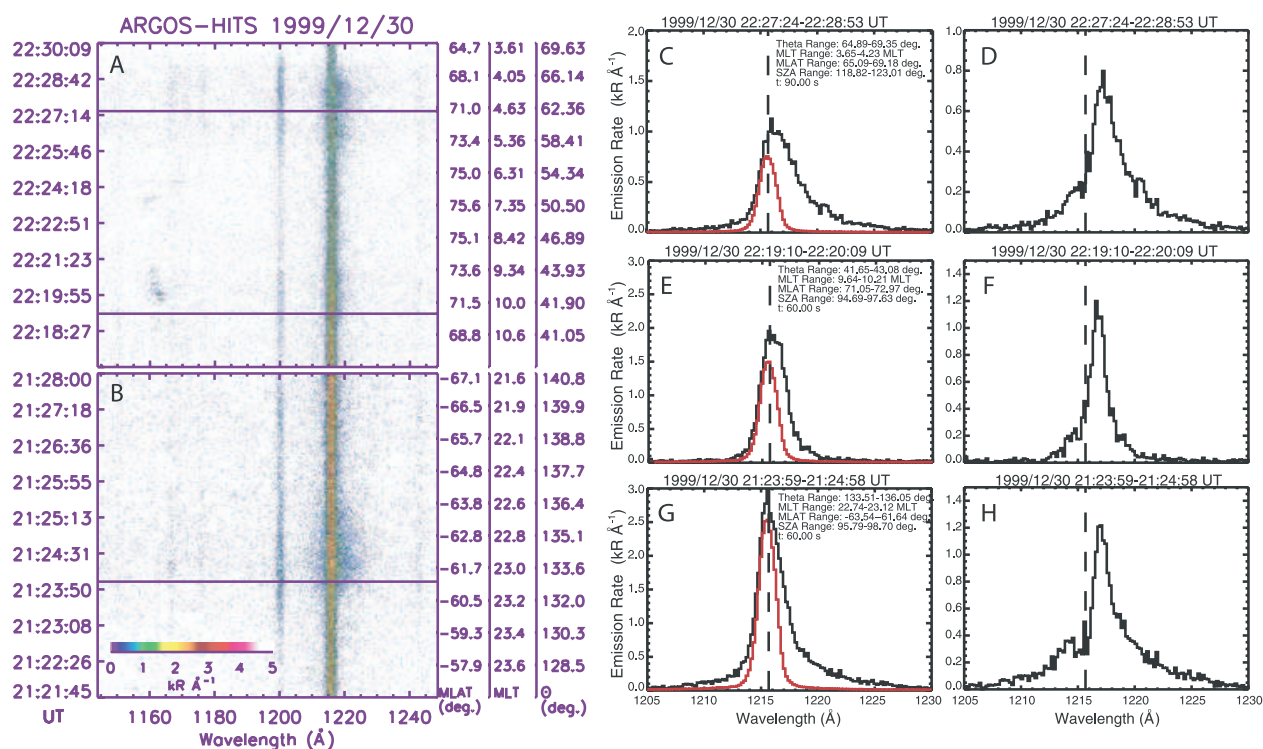 ARGOS-HITS 1999/12/30
A
22:30:09 64.7 3.61 69.63
22:28:42 68.1 4.05 66.14
22:27:14 71.0 4.63 62.36
22:25:46 73.4 5.36 58.41
22:24:18 75.0 6.31 54.34
22:22:51 75.6 7.35 50.50
22:21:23 75.1 8.42 46.89
22:19:55 73.6 9.34 43.93
22:18:27 71.5 10.0 41.90
68.8 10.6 41.05
B
21:28:00 -67.1 21.6 140.8
21:27:18 -66.5 21.9 139.9
21:26:36 -65.7 22.1 138.8
21:25:55 -64.8 22.4 137.7
21:25:13 -63.8 22.6 136.4
21:24:31 -62.8 22.8 135.1
21:23:50 -61.7 23.0 133.6
21:23:08 -60.5 23.2 132.0
21:22:26 -59.3 23.4 130.3
21:21:45 -57.9 23.6 128.5
0 1 2 3 4 5
kR Å⁻¹
MLAT (deg.) MLT Θ (deg.)
UT
1160 1180 1200 1220 1240
Wavelength (Å)
1999/12/30 22:27:24-22:28:53 UT
C
Theta Range: 64.89-69.35 deg.
MLT Range: 3.65-4.23 MLT
MLAT Range: 65.09-69.18 deg.
SZA Range: 118.82-123.01 deg.
t: 90.00 s
2.0
1.5
1.0
0.5
0.0
Emission Rate (kR Å⁻¹)
1205 1210 1215 1220 1225 1230
1999/12/30 22:27:24-22:28:53 UT
D
1.0
0.8
0.6
0.4
0.2
0.0
1205 1210 1215 1220 1225 1230
1999/12/30 22:19:10-22:20:09 UT
E
Theta Range: 41.65-43.08 deg.
MLT Range: 9.64-10.21 MLT
MLAT Range: 71.05-72.97 deg.
SZA Range: 94.69-97.63 deg.
t: 60.00 s
3.0
2.5
2.0
1.5
1.0
0.5
0.0
Emission Rate (kR Å⁻¹)
1205 1210 1215 1220 1225 1230
1999/12/30 22:19:10-22:20:09 UT
F
1.4
1.2
1.0
0.8
0.6
0.4
0.2
0.0
1205 1210 1215 1220 1225 1230
1999/12/30 21:23:59-21:24:58 UT
G
Theta Range: 133.51-136.05 deg.
MLT Range: 22.74-23.12 MLT
MLAT Range: -63.54--61.64 deg.
SZA Range: 95.79-98.70 deg.
t: 60.00 s
3.0
2.5
2.0
1.5
1.0
0.5
0.0
Emission Rate (kR Å⁻¹)
1205 1210 1215 1220 1225 1230
Wavelength (Å)
1999/12/30 21:23:59-21:24:58 UT
H
1.4
1.2
1.0
0.8
0.6
0.4
0.2
0.0
1205 1210 1215 1220 1225 1230
Wavelength (Å)